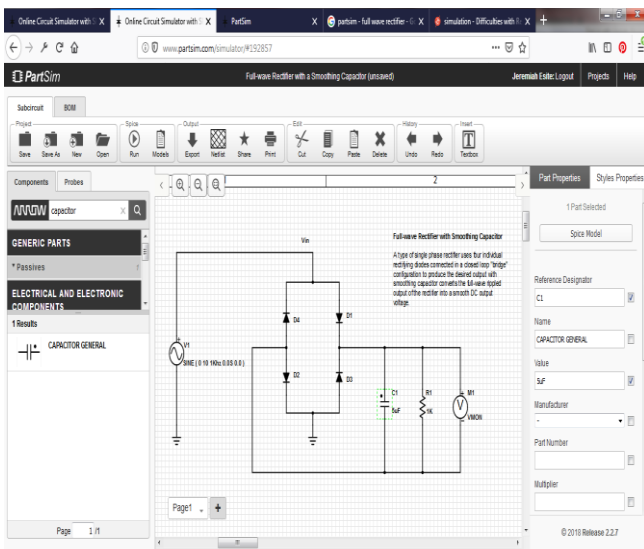 Online Circuit Simulator with S X
Online Circuit Simulator with S X
PartSim X
partsim - full wave rectifier - G X
simulation - Difficulties with R X
www.partsim.com/simulator/#192857
PartSim
Full-wave Rectifier with a Smoothing Capacitor (unsaved)
Jeremiah Esite: Logout
Projects
Help
Subcircuit
BOM
Project
Spice
Output
Edit
History
Insert
Save
Save As
New
Open
Run
Models
Export
Netlist
Share
Print
Cut
Copy
Paste
Delete
Undo
Redo
Textbox
Components
Probes
capacitor X
GENERIC PARTS
* Passives
ELECTRICAL AND ELECTRONIC
COMPONENTS
1 Results
CAPACITOR GENERAL
Page 1 /1
2
Vin
Full-wave Rectifier with Smoothing Capacitor
A type of single phase rectifier uses four individual
rectifying diodes connected in a closed loop "bridge"
configuration to produce the desired output with
smoothing capacitor converts the full-wave rippled
output of the rectifier into a smooth DC output
voltage.
D4
D1
V1
SINE ( 0 10 1Khz 0.0S 0.0 )
D2
D3
C1
5uF
R1
1K
M1
V
VIMON
Page1
Part Properties
Styles Properties
1 Part Selected
Spice Model
Reference Designator
C1
Name
CAPACITOR GENERAL
Value
5uF
Manufacturer
-
Part Number
Multiplier
© 2018 Release 2.2.7